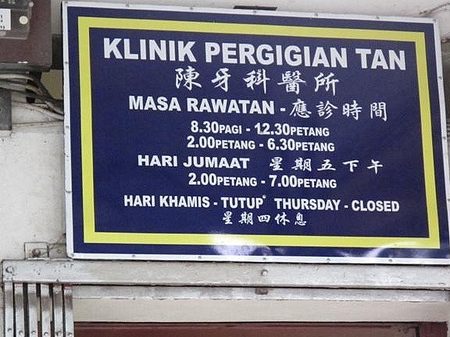 KLINIK PERGIGIAN TAN
陳牙科醫所
MASA RAWATAN - 應診時間
8.30PAGI - 12.30PETANG
2.00PETANG - 6.30PETANG
HARI JUMAAT 星期五下午
2.00PETANG - 7.00PETANG
HARI KHAMIS - TUTUP THURSDAY - CLOSED
星期四休息